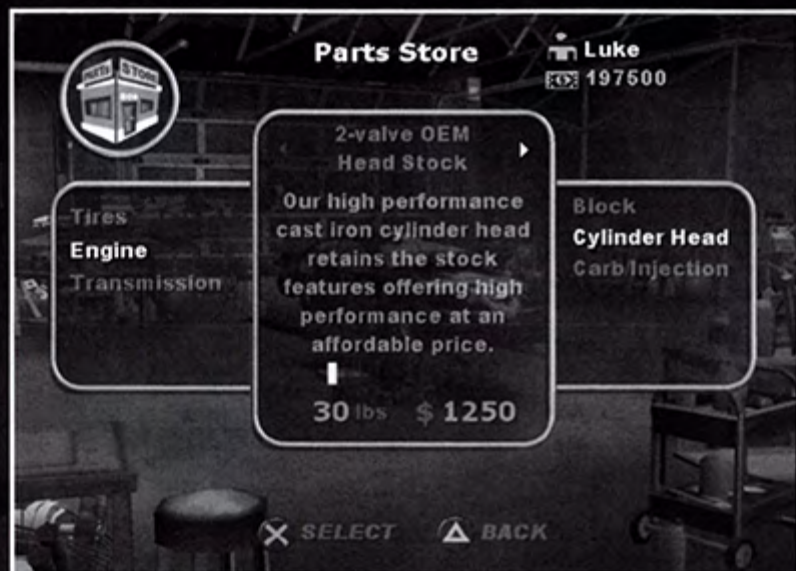 Parts Store
Luke
197500
PARTS STORE
2-valve OEM
Head Stock
Our high performance
cast iron cylinder head
retains the stock
features offering high
performance at an
affordable price.
30 lbs $ 1250
Tires
Engine
Transmission
Block
Cylinder Head
Carb/Injection
SELECT
BACK